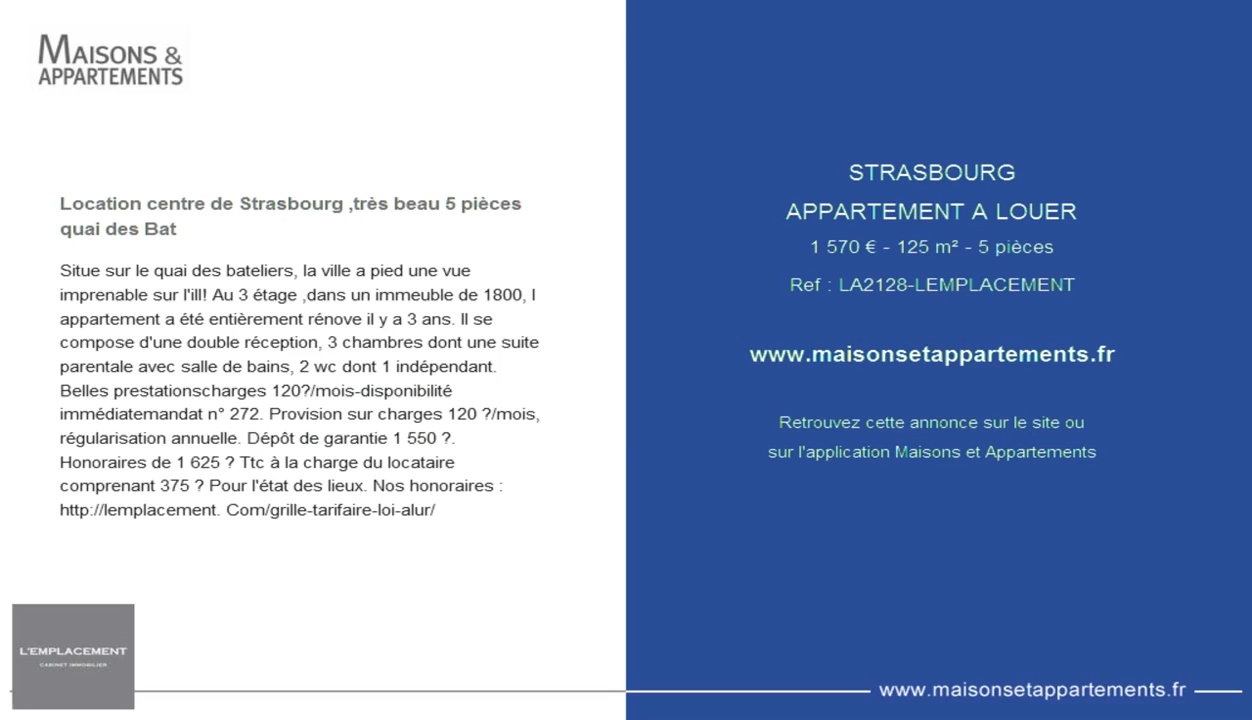 MAISONS &
APPARTEMENTS
Location centre de Strasbourg ,très beau 5 pièces
quai des Bat
Situe sur le quai des bateliers, la ville a pied une vue
imprenable sur l'ill! Au 3 étage ,dans un immeuble de 1800, l
appartement a été entièrement rénove il y a 3 ans. Il se
compose d'une double réception, 3 chambres dont une suite
parentale avec salle de bains, 2 wc dont 1 indépendant.
Belles prestationscharges 120?/mois-disponibilité
immédiatemandat n° 272. Provision sur charges 120 ?/mois,
régularisation annuelle. Dépôt de garantie 1 550 ?.
Honoraires de 1 625 ? Ttc à la charge du locataire
comprenant 375 ? Pour l'état des lieux. Nos honoraires :
http://lemplacement. Com/grille-tarifaire-loi-alur/
L'EMPLACEMENT
CABINET IMMOBILIER
STRASBOURG
APPARTEMENT A LOUER
1 570 € - 125 m² - 5 pièces
Ref : LA2128-LEMPLACEMENT
www.maisonsetappartements.fr
Retrouvez cette annonce sur le site ou
sur l'application Maisons et Appartements
www.maisonsetappartements.fr